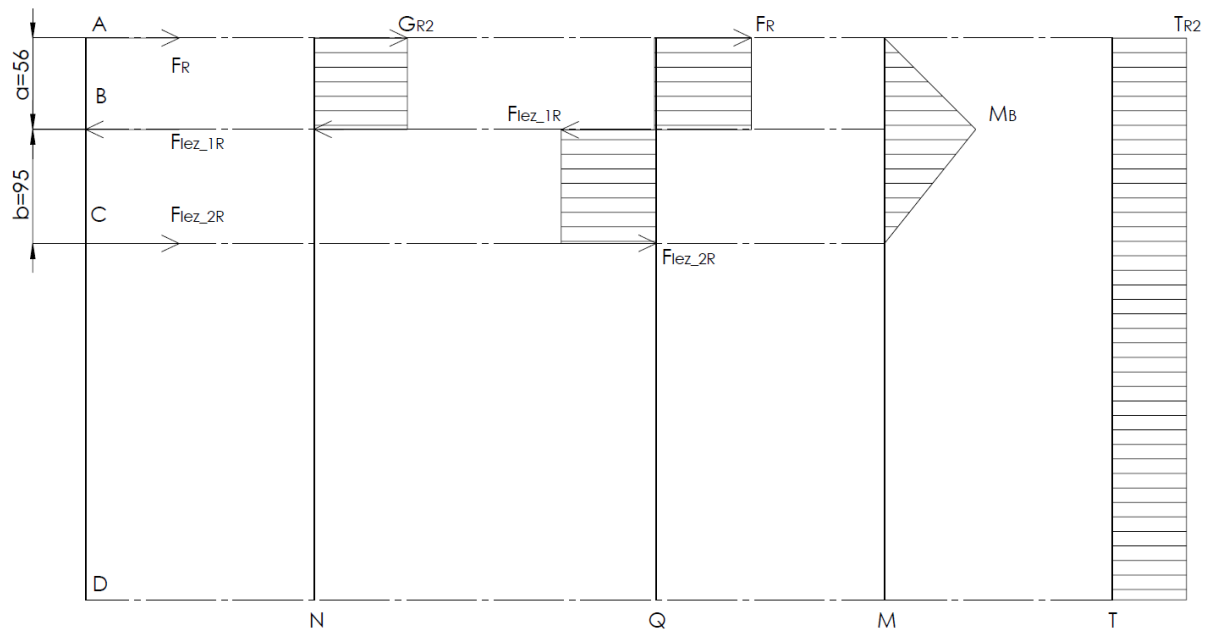 A
GR2
FR
TR2
FR
a=56
B
Flez_1R
MB
Flez_1R
b=95
C
Flez_2R
Flez_2R
D
N
Q
M
T